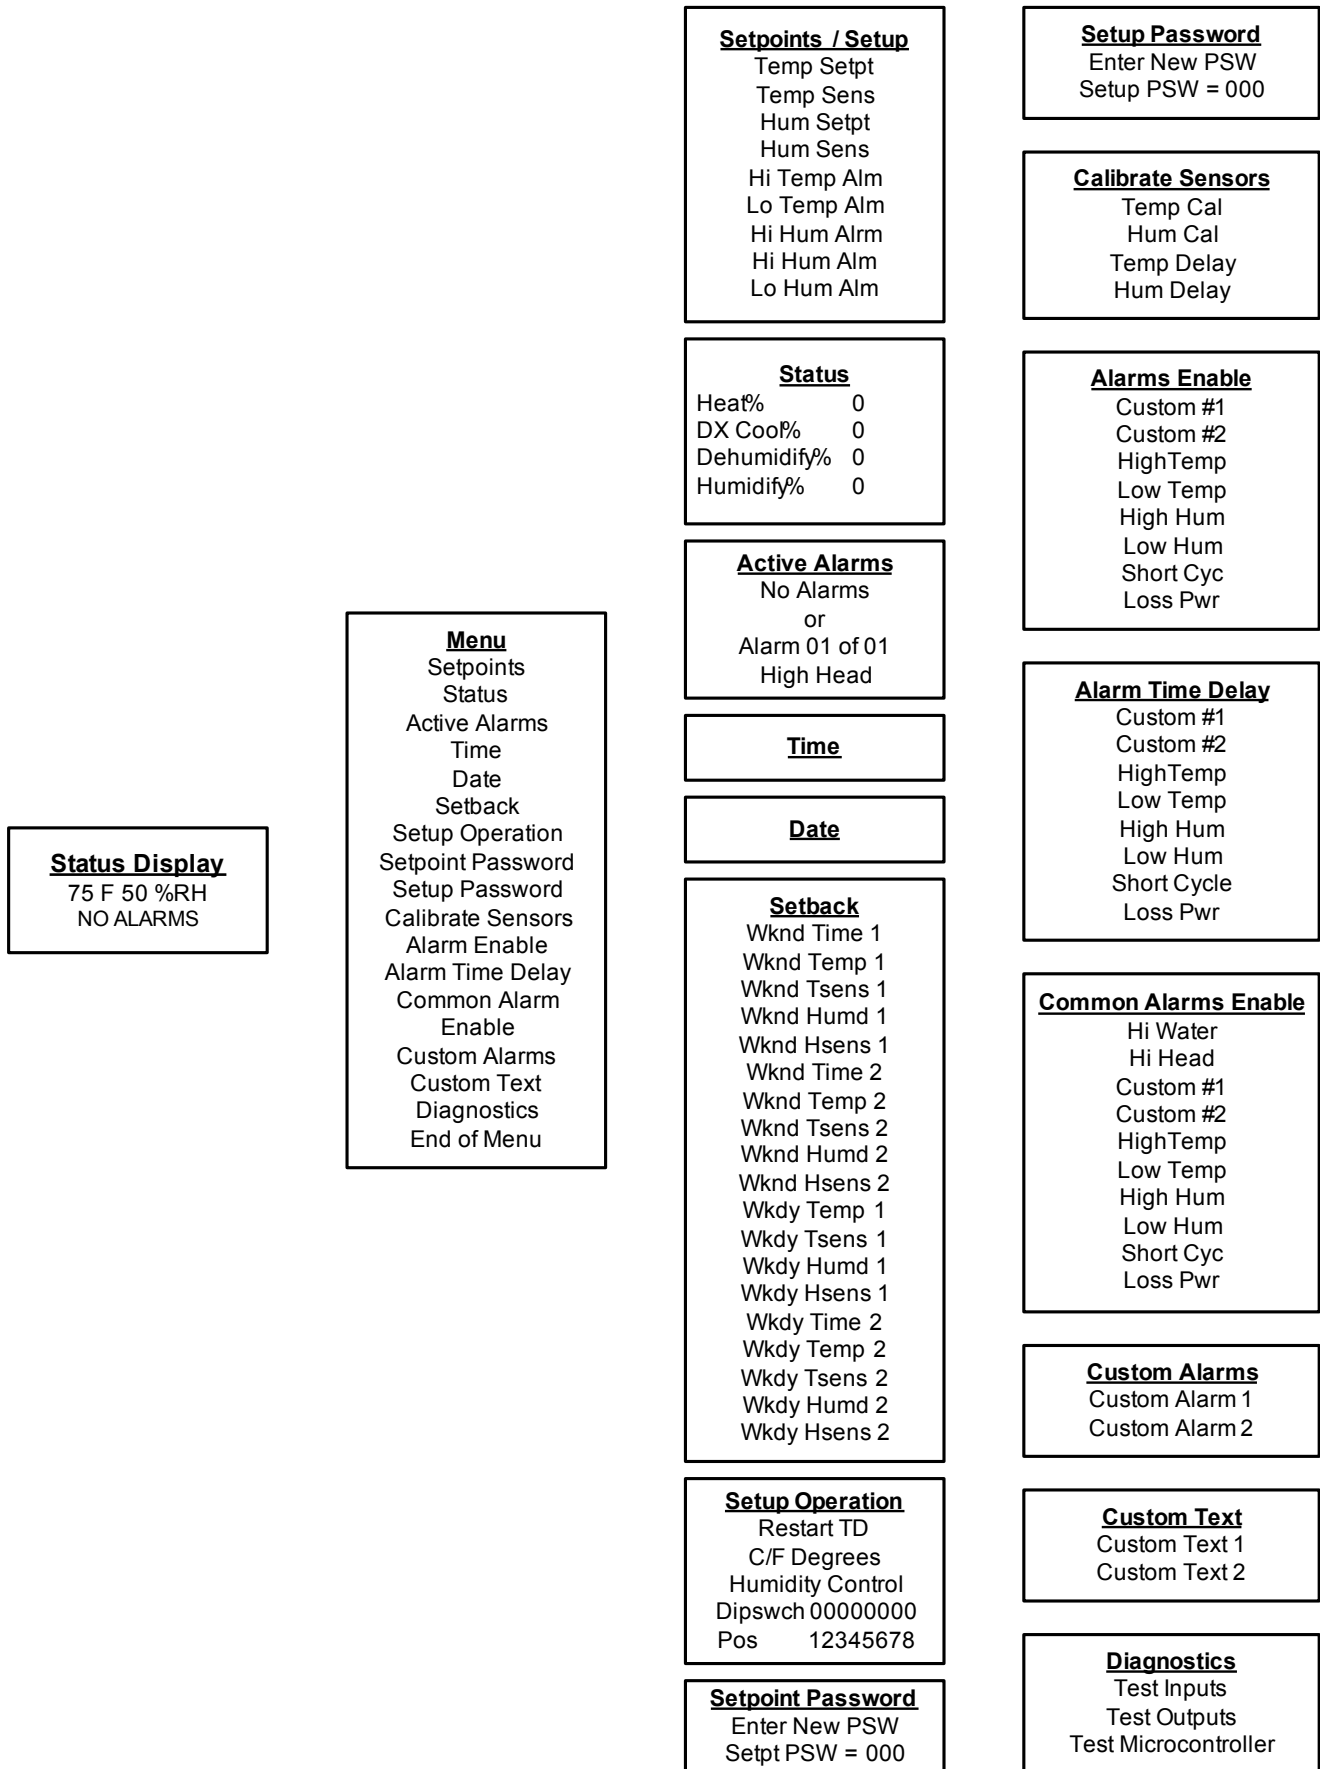 Status Display
75 F 50 %RH
NO ALARMS
Menu
Setpoints
Status
Active Alarms
Time
Date
Setback
Setup Operation
Setpoint Password
Setup Password
Calibrate Sensors
Alarm Enable
Alarm Time Delay
Common Alarm
Enable
Custom Alarms
Custom Text
Diagnostics
End of Menu
Setpoints / Setup
Temp Setpt
Temp Sens
Hum Setpt
Hum Sens
Hi Temp Alm
Lo Temp Alm
Hi Hum Alrm
Hi Hum Alm
Lo Hum Alm
Status
Heat% 0
DX Cool% 0
Dehumidify% 0
Humidify% 0
Active Alarms
No Alarms
or
Alarm 01 of 01
High Head
Time
Date
Setback
Wknd Time 1
Wknd Temp 1
Wknd Tsens 1
Wknd Humd 1
Wknd Hsens 1
Wknd Time 2
Wknd Temp 2
Wknd Tsens 2
Wknd Humd 2
Wknd Hsens 2
Wkdy Temp 1
Wkdy Tsens 1
Wkdy Humd 1
Wkdy Hsens 1
Wkdy Time 2
Wkdy Temp 2
Wkdy Tsens 2
Wkdy Humd 2
Wkdy Hsens 2
Setup Operation
Restart TD
C/F Degrees
Humidity Control
Dipswch 00000000
Pos 12345678
Setpoint Password
Enter New PSW
Setpt PSW = 000
Setup Password
Enter New PSW
Setup PSW = 000
Calibrate Sensors
Temp Cal
Hum Cal
Temp Delay
Hum Delay
Alarms Enable
Custom #1
Custom #2
High Temp
Low Temp
High Hum
Low Hum
Short Cyc
Loss Pwr
Alarm Time Delay
Custom #1
Custom #2
High Temp
Low Temp
High Hum
Low Hum
Short Cycle
Loss Pwr
Common Alarms Enable
Hi Water
Hi Head
Custom #1
Custom #2
High Temp
Low Temp
High Hum
Low Hum
Short Cyc
Loss Pwr
Custom Alarms
Custom Alarm 1
Custom Alarm 2
Custom Text
Custom Text 1
Custom Text 2
Diagnostics
Test Inputs
Test Outputs
Test Microcontroller